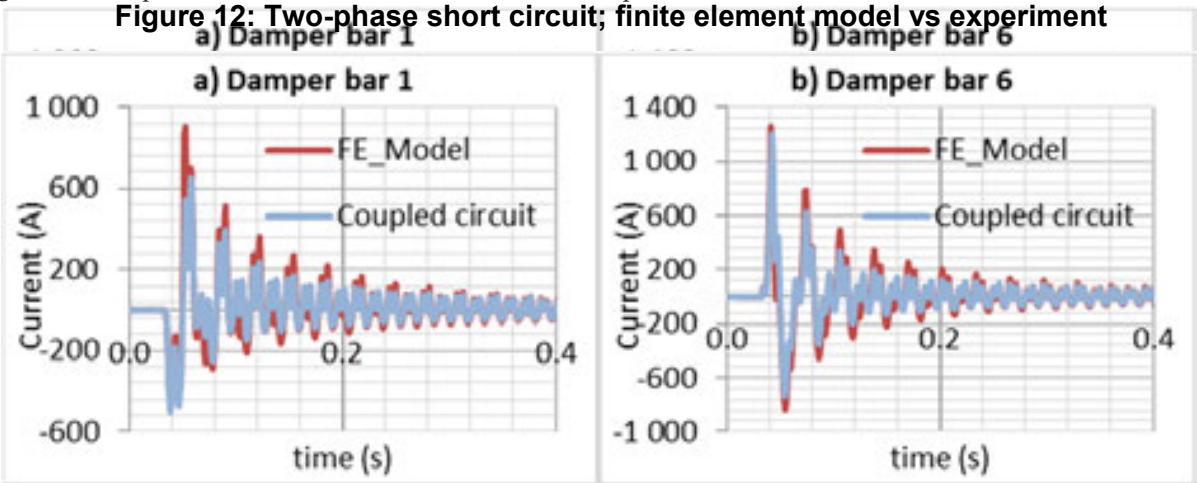 Figure 12: Two-phase short circuit; finite element model vs experiment
a) Damper bar 1
b) Damper bar 6
a) Damper bar 1
1 000
600
200
-200
-600
Current (A)
FE_Model
Coupled circuit
0.0
0.2
0.4
time (s)
b) Damper bar 6
1 400
1 000
600
200
-200
-600
-1 000
Current (A)
FE_Model
Coupled circuit
0.0
0.2
0.4
time (s)